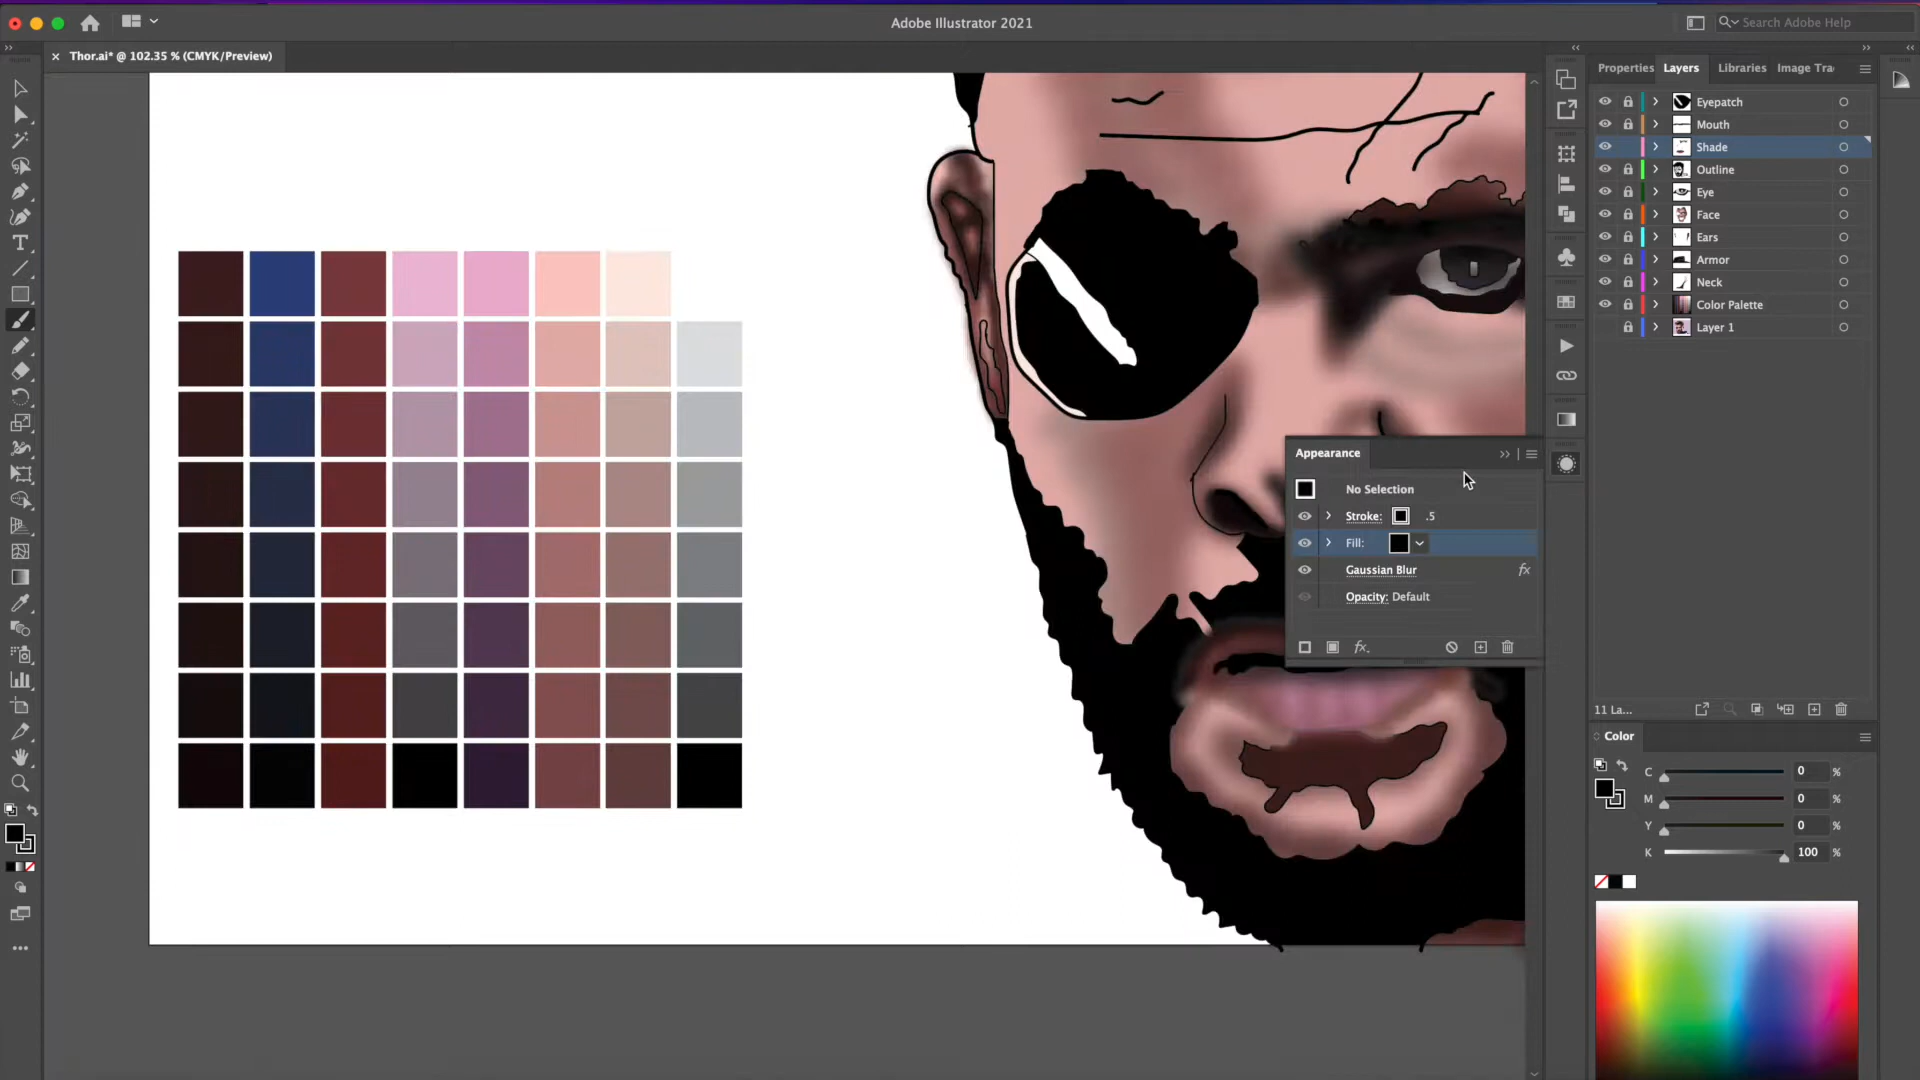 Adobe Illustrator 2021
Search Adobe Help
Thor.ai* @ 102.35 % (CMYK/Preview)
Properties Layers Libraries Image Tra
Eyepatch
Mouth
Shade
Outline
Eye
Face
Ears
Armor
Neck
Color Palette
Layer 1
Appearance
No Selection
Stroke: .5
Fill:
Gaussian Blur fx
Opacity: Default
fx.
11 La...
Color
C 0 %
M 0 %
Y 0 %
K 100 %